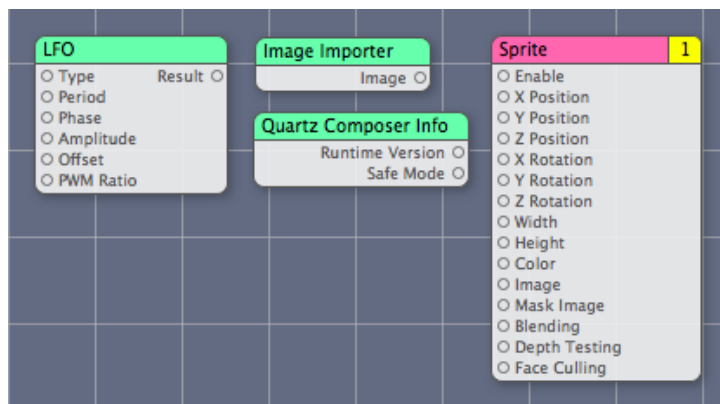 LFO
Type Result
Period
Phase
Amplitude
Offset
PWM Ratio
Image Importer
Image
Quartz Composer Info
Runtime Version
Safe Mode
Sprite 1
Enable
X Position
Y Position
Z Position
X Rotation
Y Rotation
Z Rotation
Width
Height
Color
Image
Mask Image
Blending
Depth Testing
Face Culling